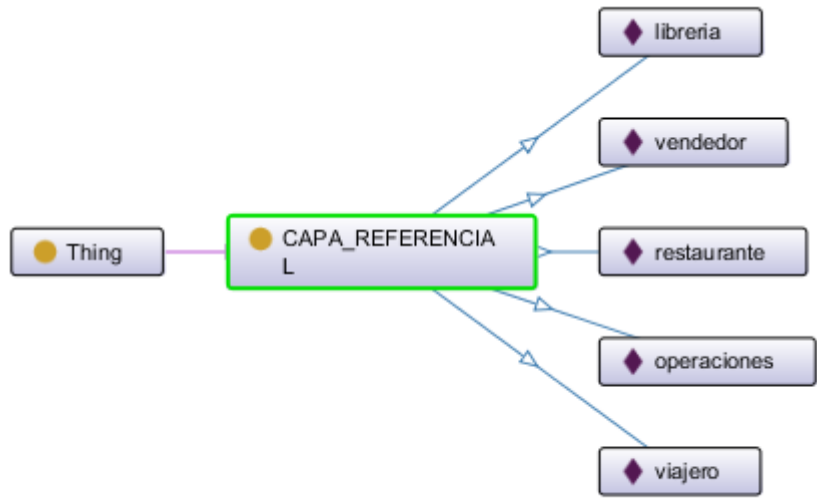 libreria
vendedor
Thing
CAPA_REFERENCIA
L
restaurante
operaciones
viajero